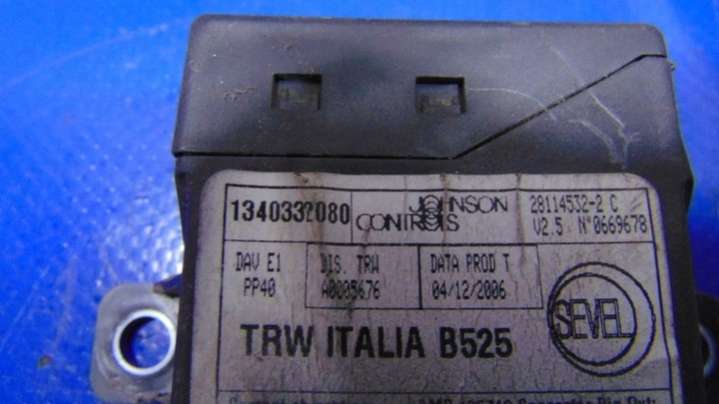 1340332080 JOHNSON CONTROLS 28114532-2 C
V2.5 N°0669678
DAV E1 DIS. TRW DATA PROD T
PP40 A0005676 04/12/2006
SEVEL
TRW ITALIA B525